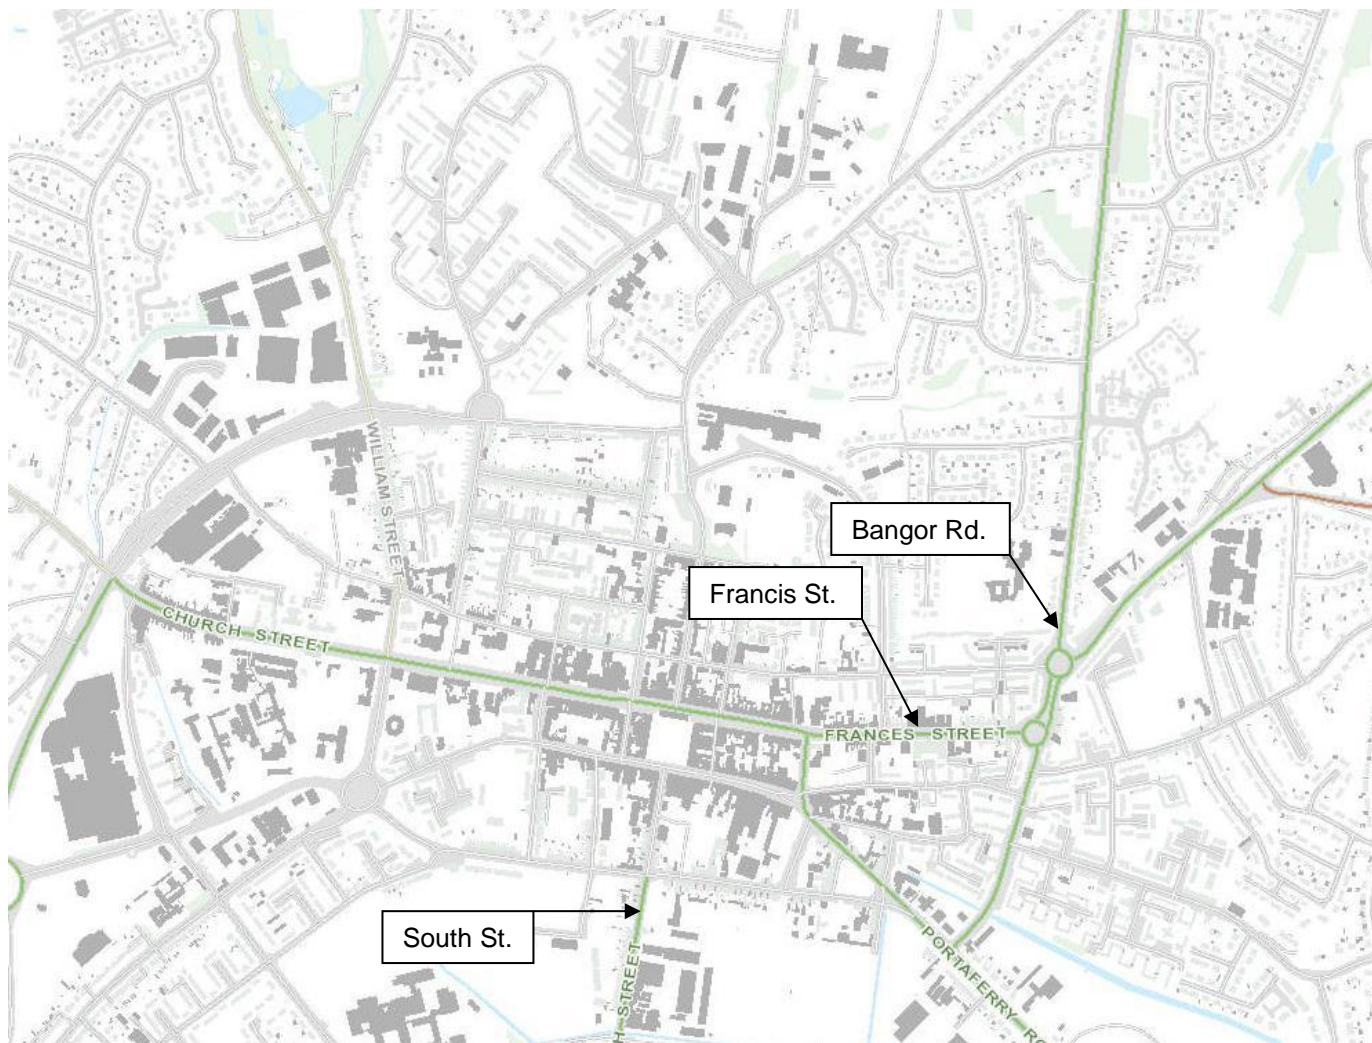 WILLIAM STREET
Bangor Rd.
Francis St.
CHURCH STREET
FRANCES STREET
South St.
H STREET
PORTAFERRY RO